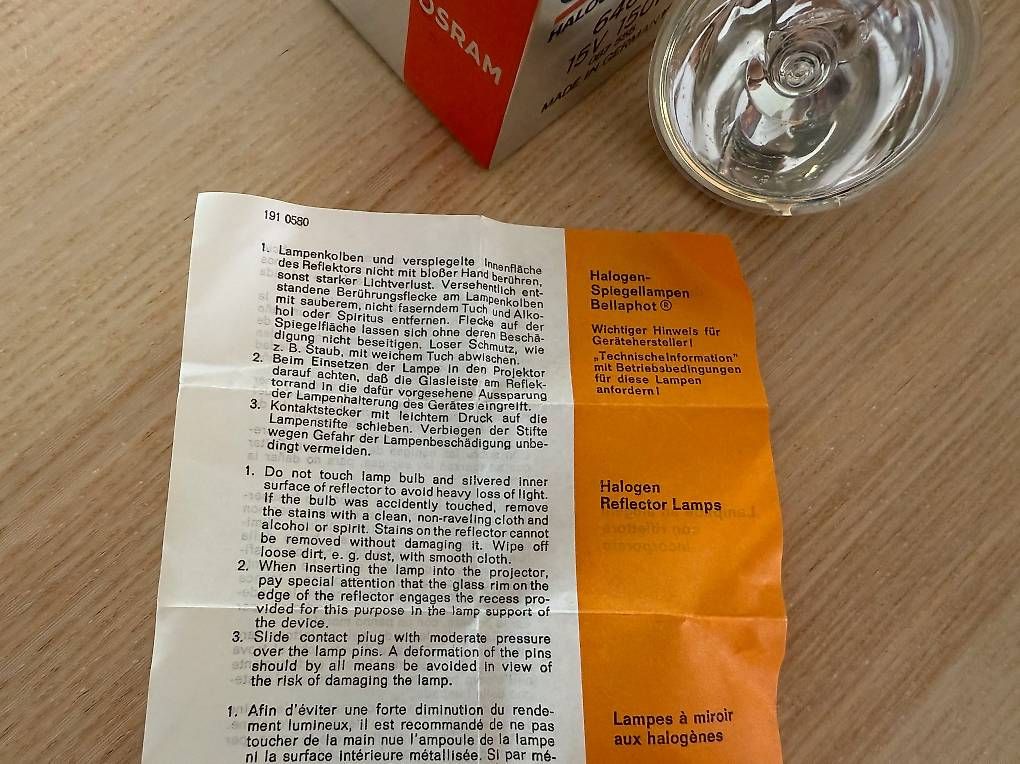 OSRAM
HALO
64
15V 150
MADE IN GERMANY
191 0580
1. Lampenkolben und verspiegelte Innenfläche
des Reflektors nicht mit bloßer Hand berühren,
sonst starker Lichtverlust. Versehentlich ent-
standene Berührungsflecke am Lampenkolben
mit sauberem, nicht faserndem Tuch und Alko-
hol oder Spiritus entfernen. Flecke auf der
Spiegelfläche lassen sich ohne deren Beschä-
digung nicht beseitigen. Loser Schmutz, wie
z. B. Staub, mit weichem Tuch abwischen.
2. Beim Einsetzen der Lampe in den Projektor
darauf achten, daß die Glasleiste am Reflek-
torrand in die dafür vorgesehene Aussparung
der Lampenhalterung des Gerätes eingreift.
3. Kontaktstecker mit leichtem Druck auf die
Lampenstifte schieben. Verbiegen der Stifte
wegen Gefahr der Lampenbeschädigung unbe-
dingt vermeiden.
Halogen-
Spiegellampen
Bellaphot ®
Wichtiger Hinweis für
Gerätehersteller!
„TechnischeInformation"
mit Betriebsbedingungen
für diese Lampen
anfordern!
1. Do not touch lamp bulb and silvered inner
surface of reflector to avoid heavy loss of light.
If the bulb was accidently touched, remove
the stains with a clean, non-raveling cloth and
alcohol or spirit. Stains on the reflector cannot
be removed without damaging it. Wipe off
loose dirt, e. g. dust, with smooth cloth.
2. When inserting the lamp into the projector,
pay special attention that the glass rim on the
edge of the reflector engages the recess pro-
vided for this purpose in the lamp support of
the device.
3. Slide contact plug with moderate pressure
over the lamp pins. A deformation of the pins
should by all means be avoided in view of
the risk of damaging the lamp.
Halogen
Reflector Lamps
1. Afin d'éviter une forte diminution du rende-
ment lumineux, il est recommandé de ne pas
toucher de la main nue l'ampoule de la lampe
ni la surface intérieure métallisée. Si par mé-
Lampes à miroir
aux halogènes